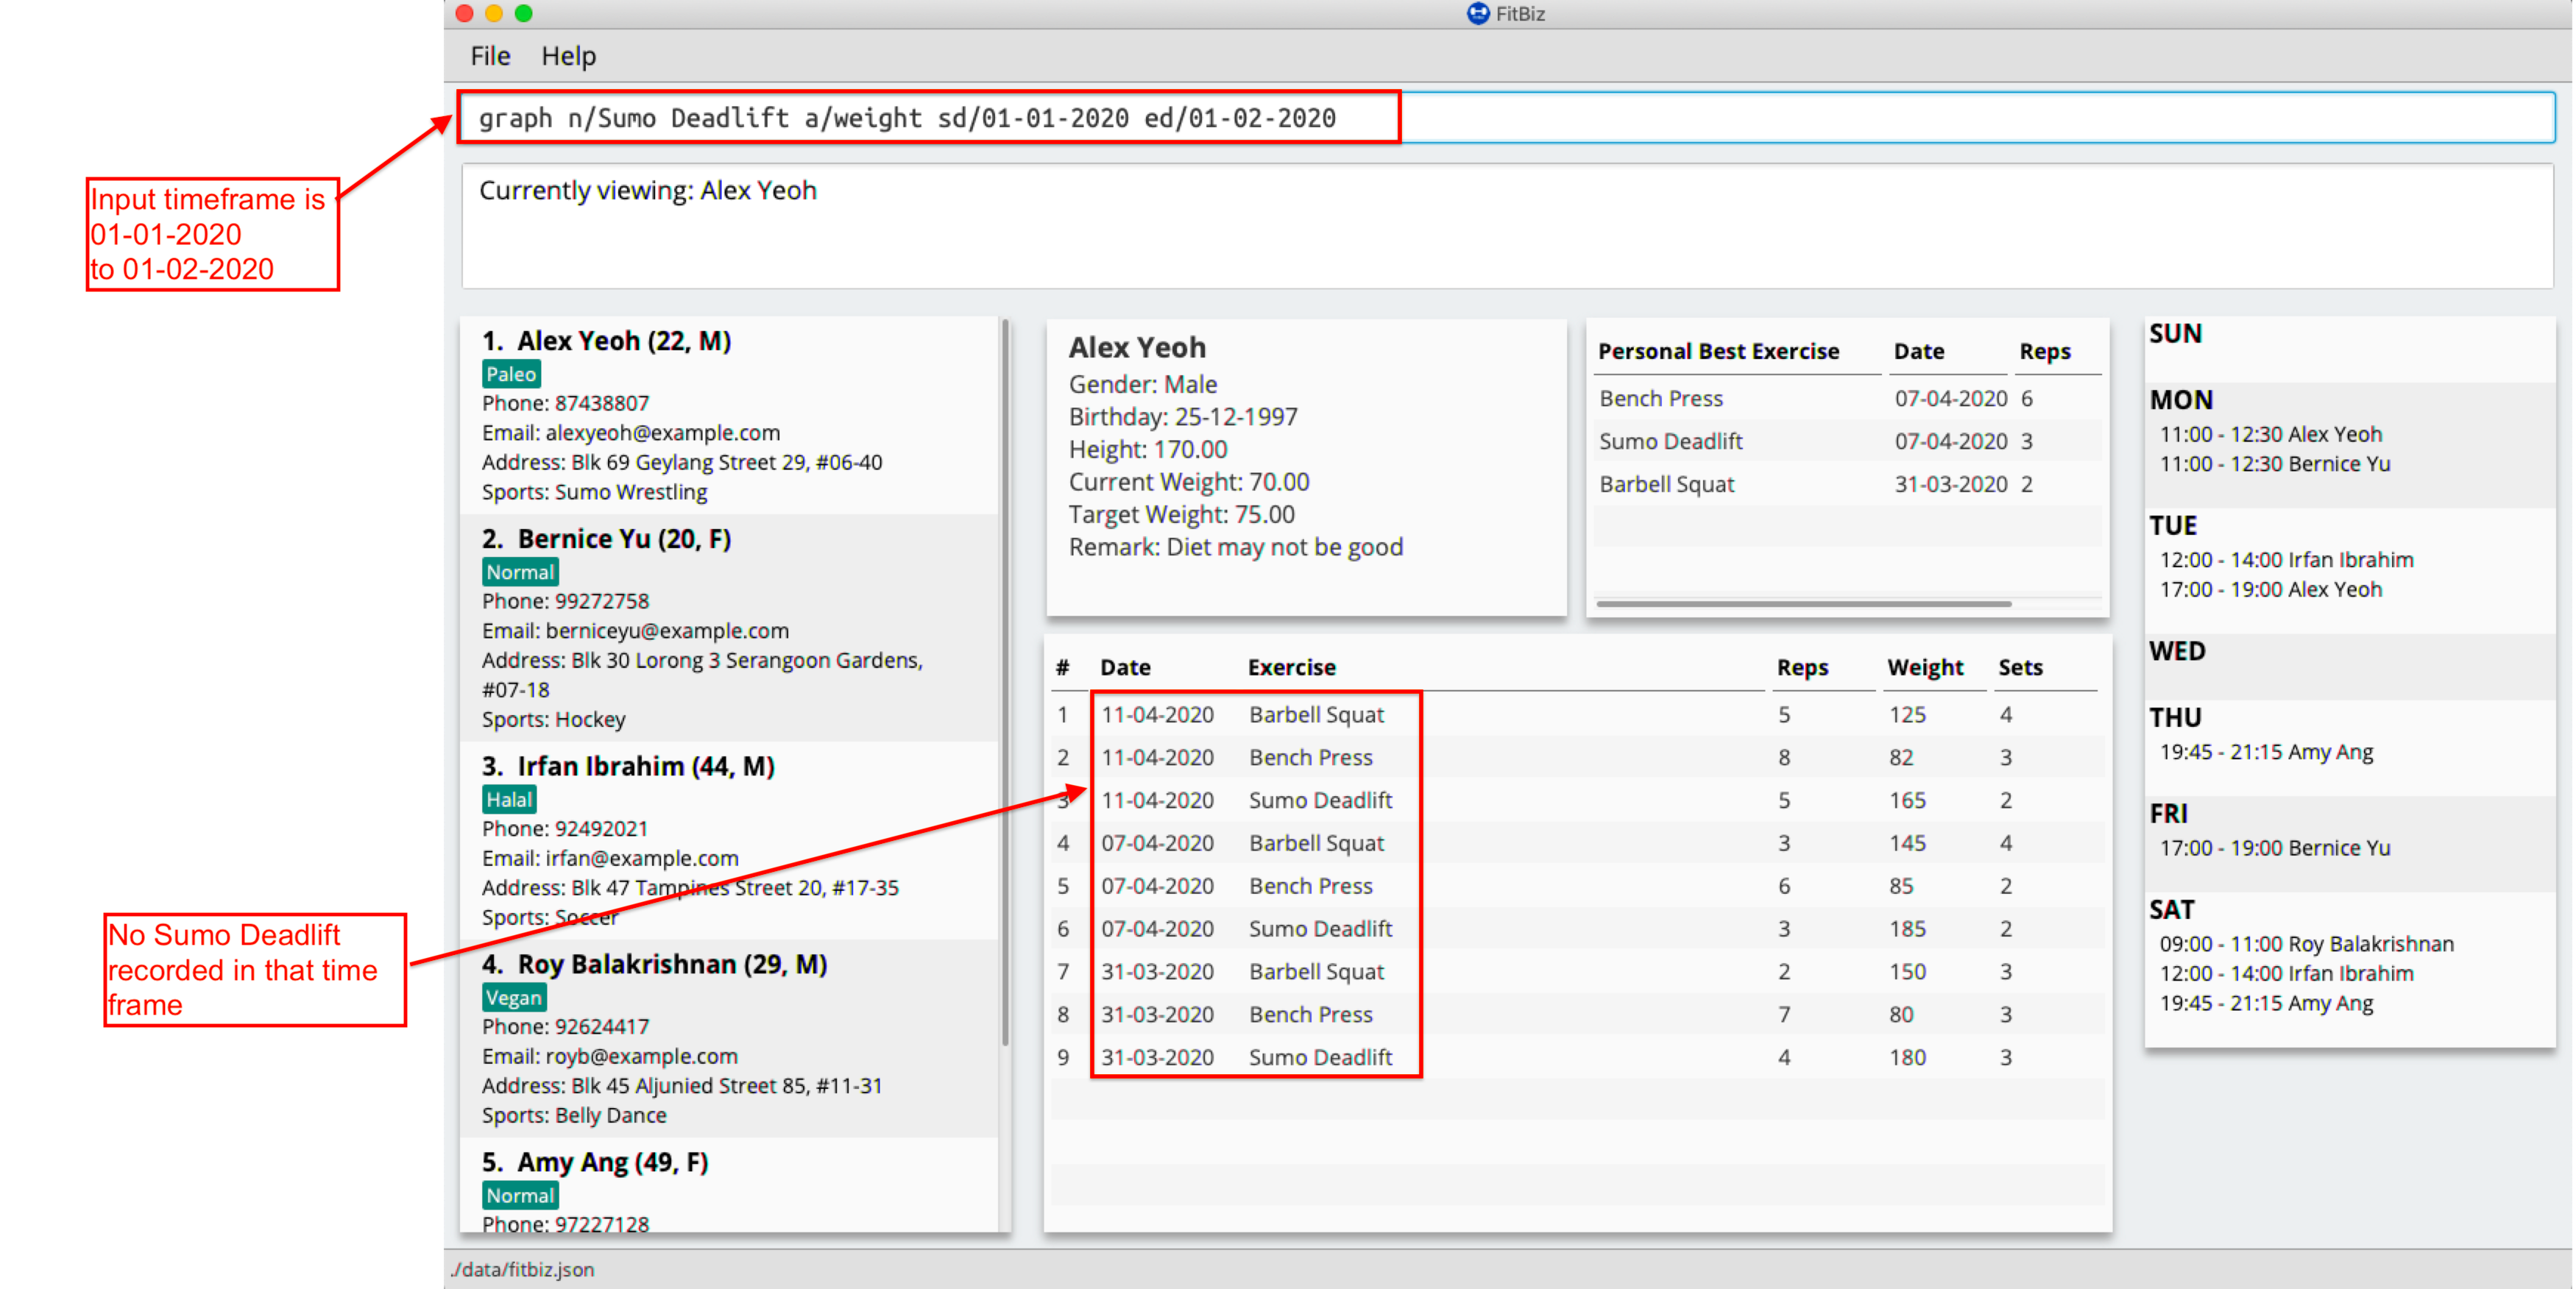 FitBiz
File Help
graph n/Sumo Deadlift a/weight sd/01-01-2020 ed/01-02-2020
Input timeframe is
01-01-2020
to 01-02-2020
Currently viewing: Alex Yeoh
1. Alex Yeoh (22, M)
Paleo
Phone: 87438807
Email: alexyeoh@example.com
Address: Blk 69 Geylang Street 29, #06-40
Sports: Sumo Wrestling
2. Bernice Yu (20, F)
Normal
Phone: 99272758
Email: berniceyu@example.com
Address: Blk 30 Lorong 3 Serangoon Gardens,
#07-18
Sports: Hockey
3. Irfan Ibrahim (44, M)
Halal
Phone: 92492021
Email: irfan@example.com
Address: Blk 47 Tampines Street 20, #17-35
Sports: Soccer
4. Roy Balakrishnan (29, M)
Vegan
Phone: 92624417
Email: royb@example.com
Address: Blk 45 Aljunied Street 85, #11-31
Sports: Belly Dance
5. Amy Ang (49, F)
Normal
Phone: 97227128
No Sumo Deadlift
recorded in that time
frame
Alex Yeoh
Gender: Male
Birthday: 25-12-1997
Height: 170.00
Current Weight: 70.00
Target Weight: 75.00
Remark: Diet may not be good
Personal Best Exercise Date Reps
Bench Press 07-04-2020 6
Sumo Deadlift 07-04-2020 3
Barbell Squat 31-03-2020 2
# Date Exercise Reps Weight Sets
1 11-04-2020 Barbell Squat 5 125 4
2 11-04-2020 Bench Press 8 82 3
3 11-04-2020 Sumo Deadlift 5 165 2
4 07-04-2020 Barbell Squat 3 145 4
5 07-04-2020 Bench Press 6 85 2
6 07-04-2020 Sumo Deadlift 3 185 2
7 31-03-2020 Barbell Squat 2 150 3
8 31-03-2020 Bench Press 7 80 3
9 31-03-2020 Sumo Deadlift 4 180 3
SUN
MON
11:00 - 12:30 Alex Yeoh
11:00 - 12:30 Bernice Yu
TUE
12:00 - 14:00 Irfan Ibrahim
17:00 - 19:00 Alex Yeoh
WED
THU
19:45 - 21:15 Amy Ang
FRI
17:00 - 19:00 Bernice Yu
SAT
09:00 - 11:00 Roy Balakrishnan
12:00 - 14:00 Irfan Ibrahim
19:45 - 21:15 Amy Ang
./data/fitbiz.json